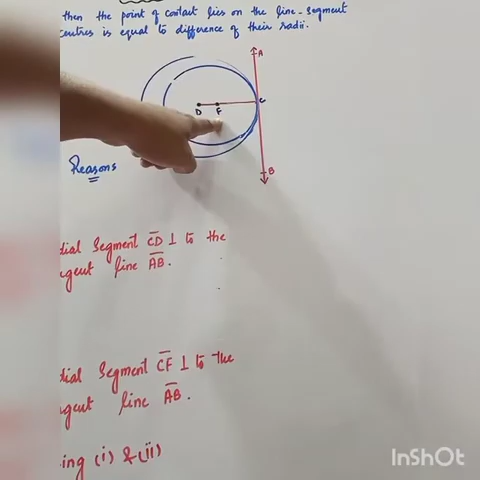 then the point of contact lies on the line-segment
centres is equal to difference of their radii.
A
D F C
B
Reasons
dial Segment CD ⊥ to the
gent line AB.
dial Segment CF ⊥ to the
gent line AB.
ing (i) & (ii)
InShOt